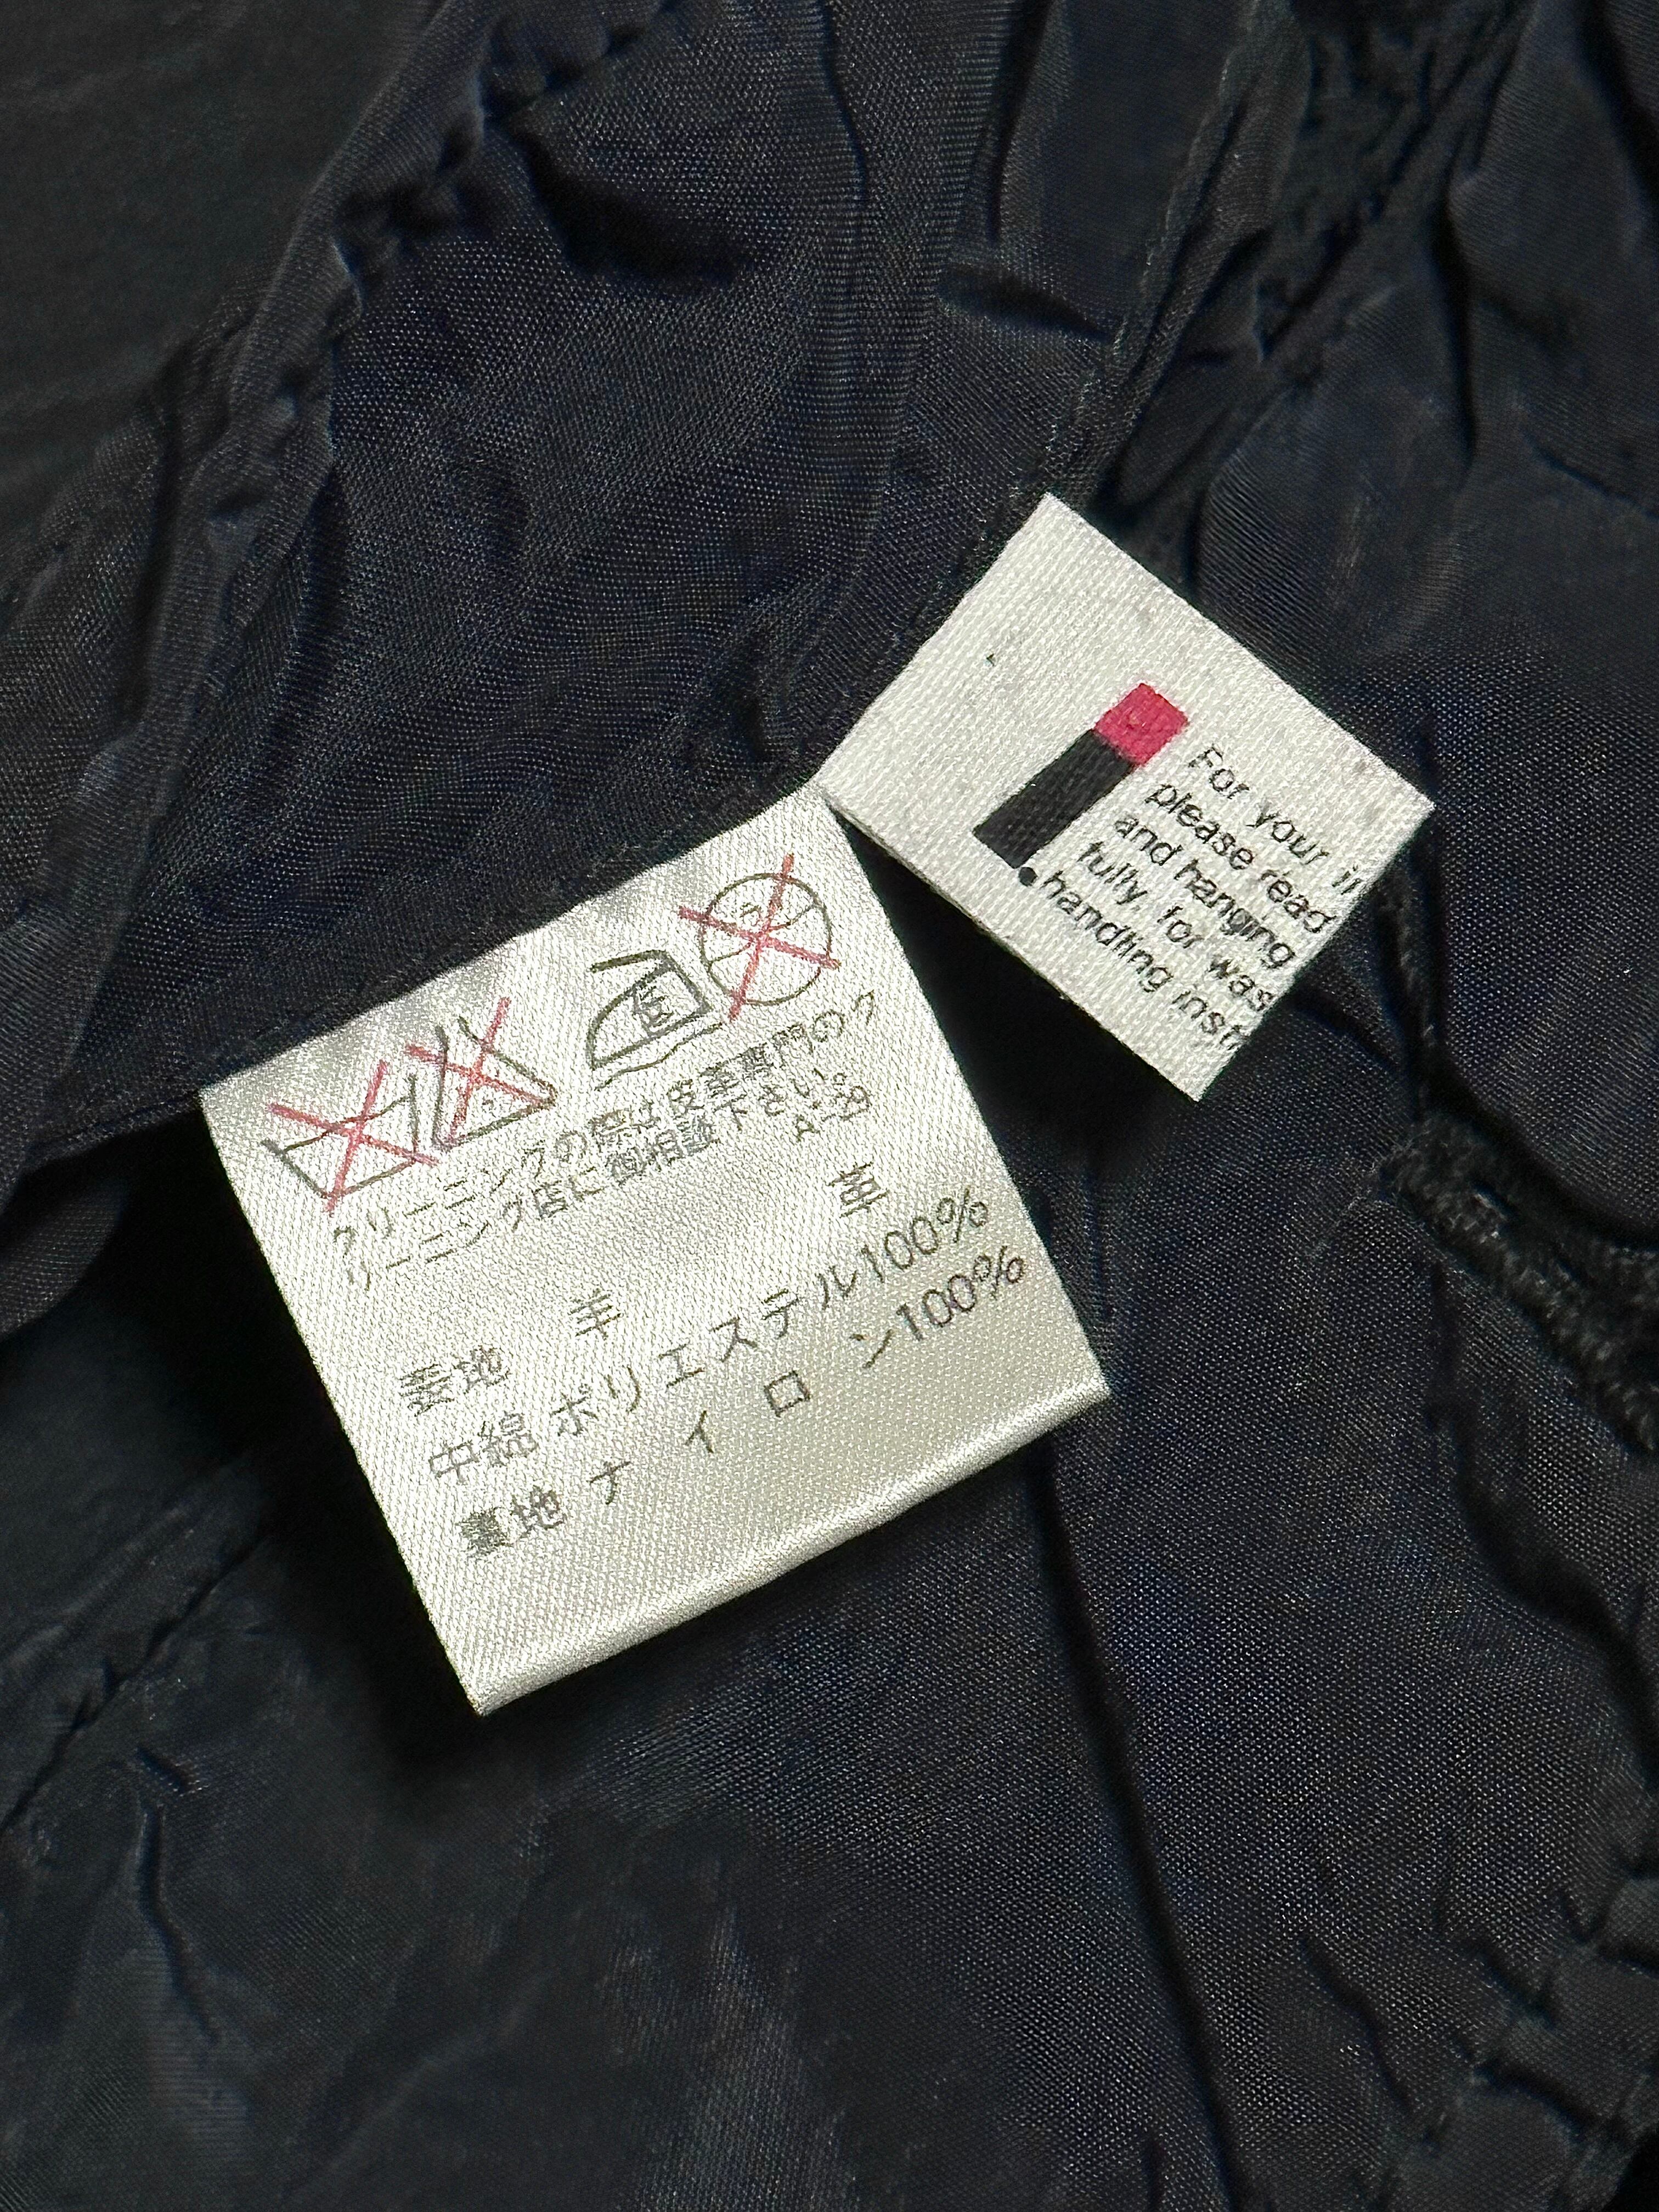 For your
please read
and hanging
fully, for was
handling inst
低
クリーニングの際は皮革専門のク
リーニング店に御相談下さい。
A-39
表地 羊 革
中綿 ポリエステル100%
裏地 ナイロン100%